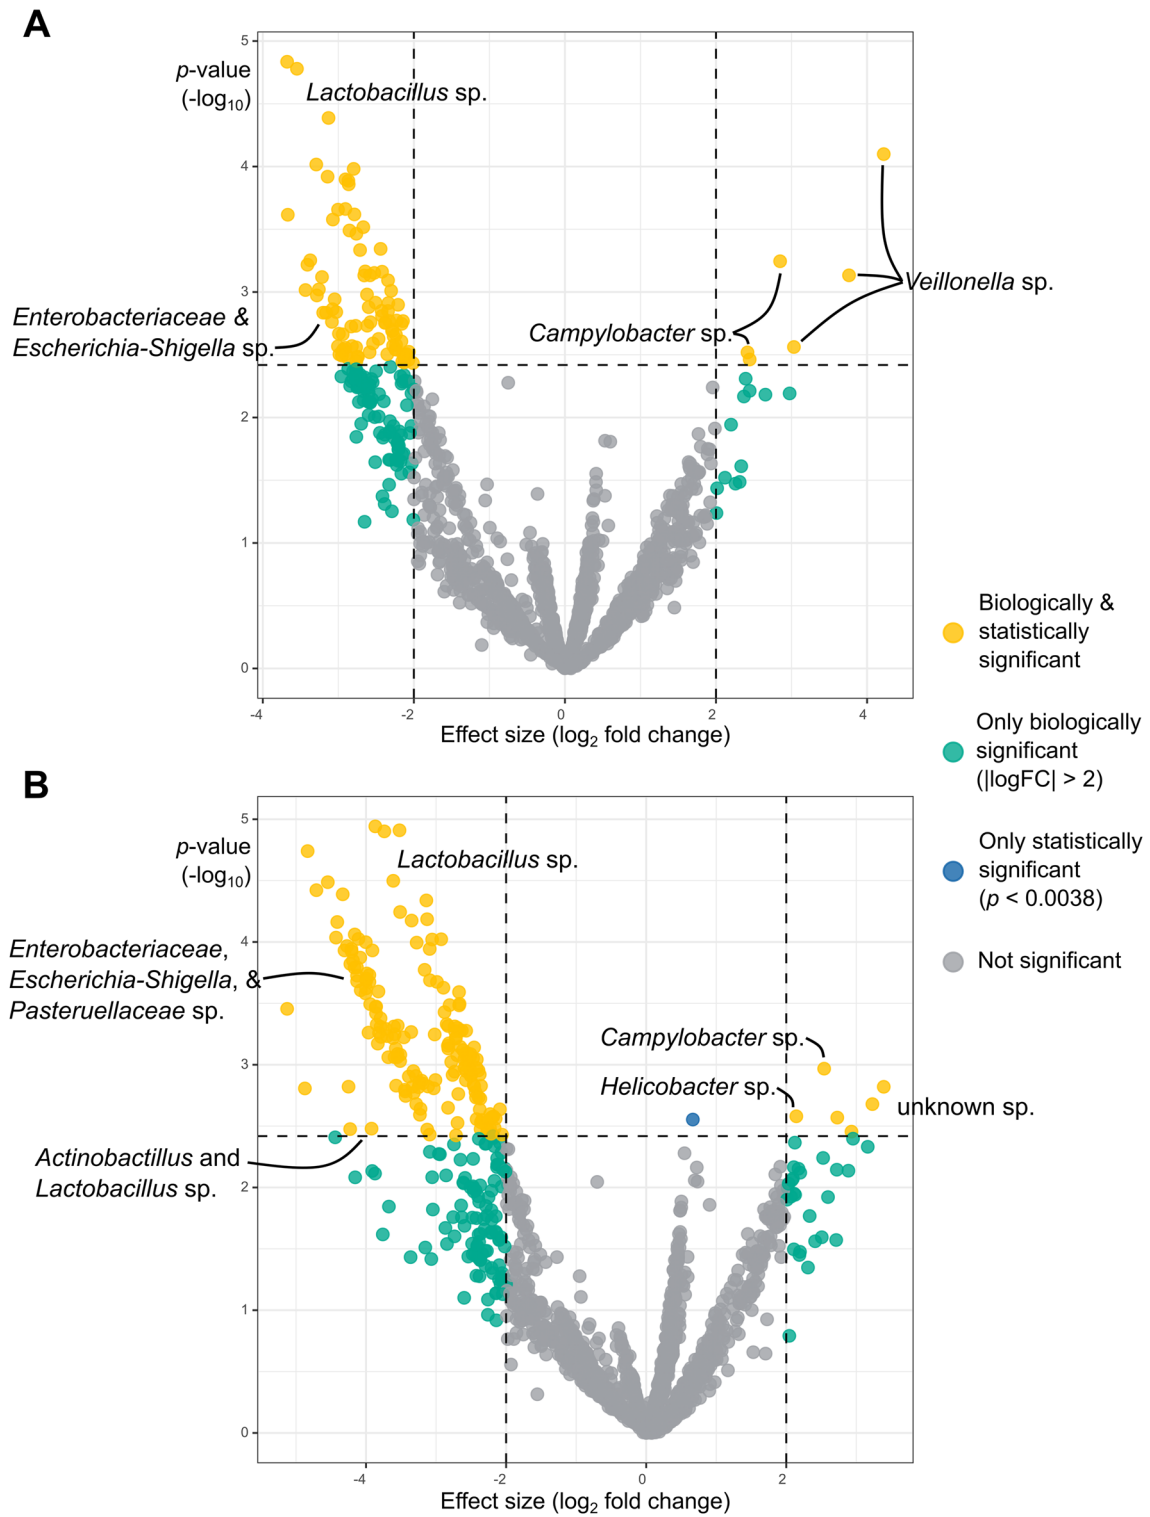 A
5
p-value
(-log10)
Lactobacillus sp.
4
3
Veillonella sp.
Enterobacteriaceae &
Escherichia-Shigella sp.
Campylobacter sp.
2
1
0
-4 -2 0 2 4
Effect size (log2 fold change)
Biologically &
statistically
significant
Only biologically
significant
(|logFC| > 2)
Only statistically
significant
(p < 0.0038)
Not significant
B
5
p-value
(-log10)
Lactobacillus sp.
4
Enterobacteriaceae,
Escherichia-Shigella, &
Pasteruellaceae sp.
Campylobacter sp.
3
Helicobacter sp.
unknown sp.
Actinobactillus and
Lactobacillus sp.
2
1
0
-4 -2 0 2
Effect size (log2 fold change)